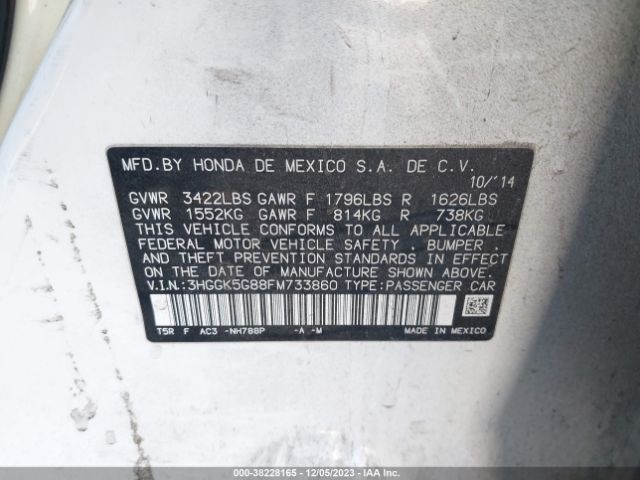 MFD.BY HONDA DE MEXICO S.A. DE C.V.
10/'14
GVWR 3422LBS GAWR F 1796LBS R 1626LBS
GVWR 1552KG GAWR F 814KG R 738KG
THIS VEHICLE CONFORMS TO ALL APPLICABLE
FEDERAL MOTOR VEHICLE SAFETY . BUMPER .
AND THEFT PREVENTION STANDARDS IN EFFECT
ON THE DATE OF MANUFACTURE SHOWN ABOVE.
V.I.N.:3HGGK5G88FM733860 TYPE:PASSENGER CAR
T5R F AC3 -NH788P -A -M MADE IN MEXICO
000-38228165 - 12/05/2023 - IAA Inc.